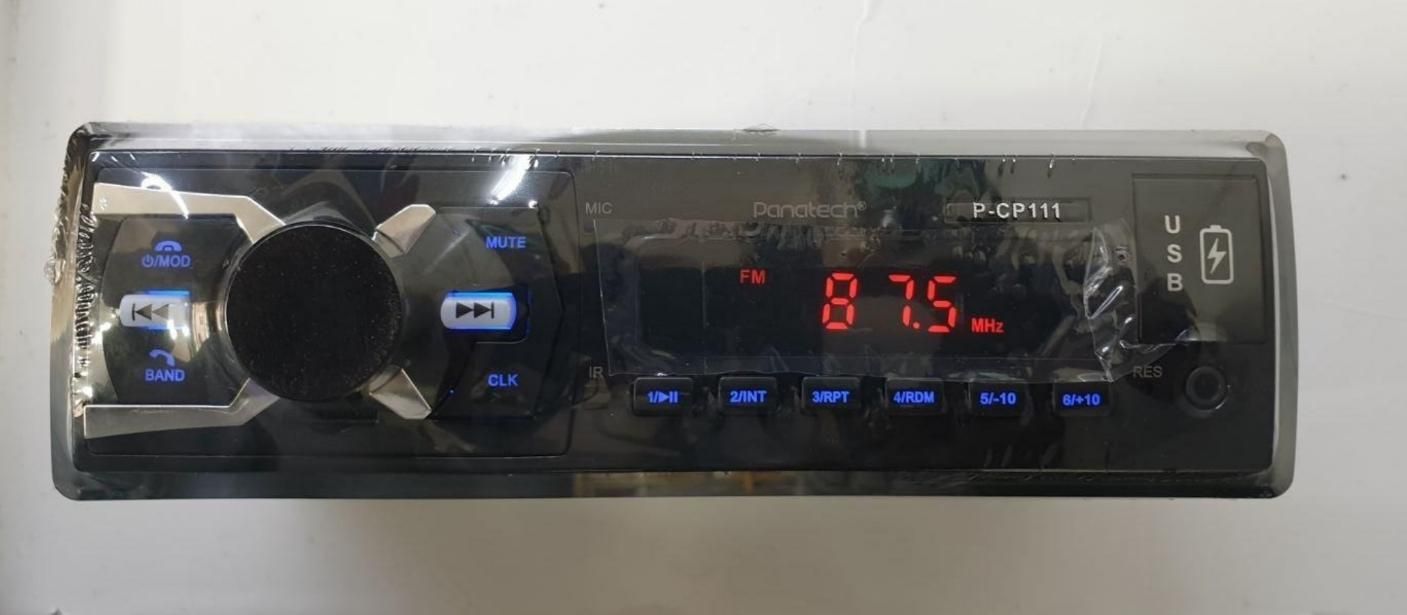 ⏻/MOD
BAND
MUTE
CLK
MIC
Panatech®
P-CP111
FM
87.5
MHz
IR
1/▶II
2/INT
3/RPT
4/RDM
5/-10
6/+10
RES
USB